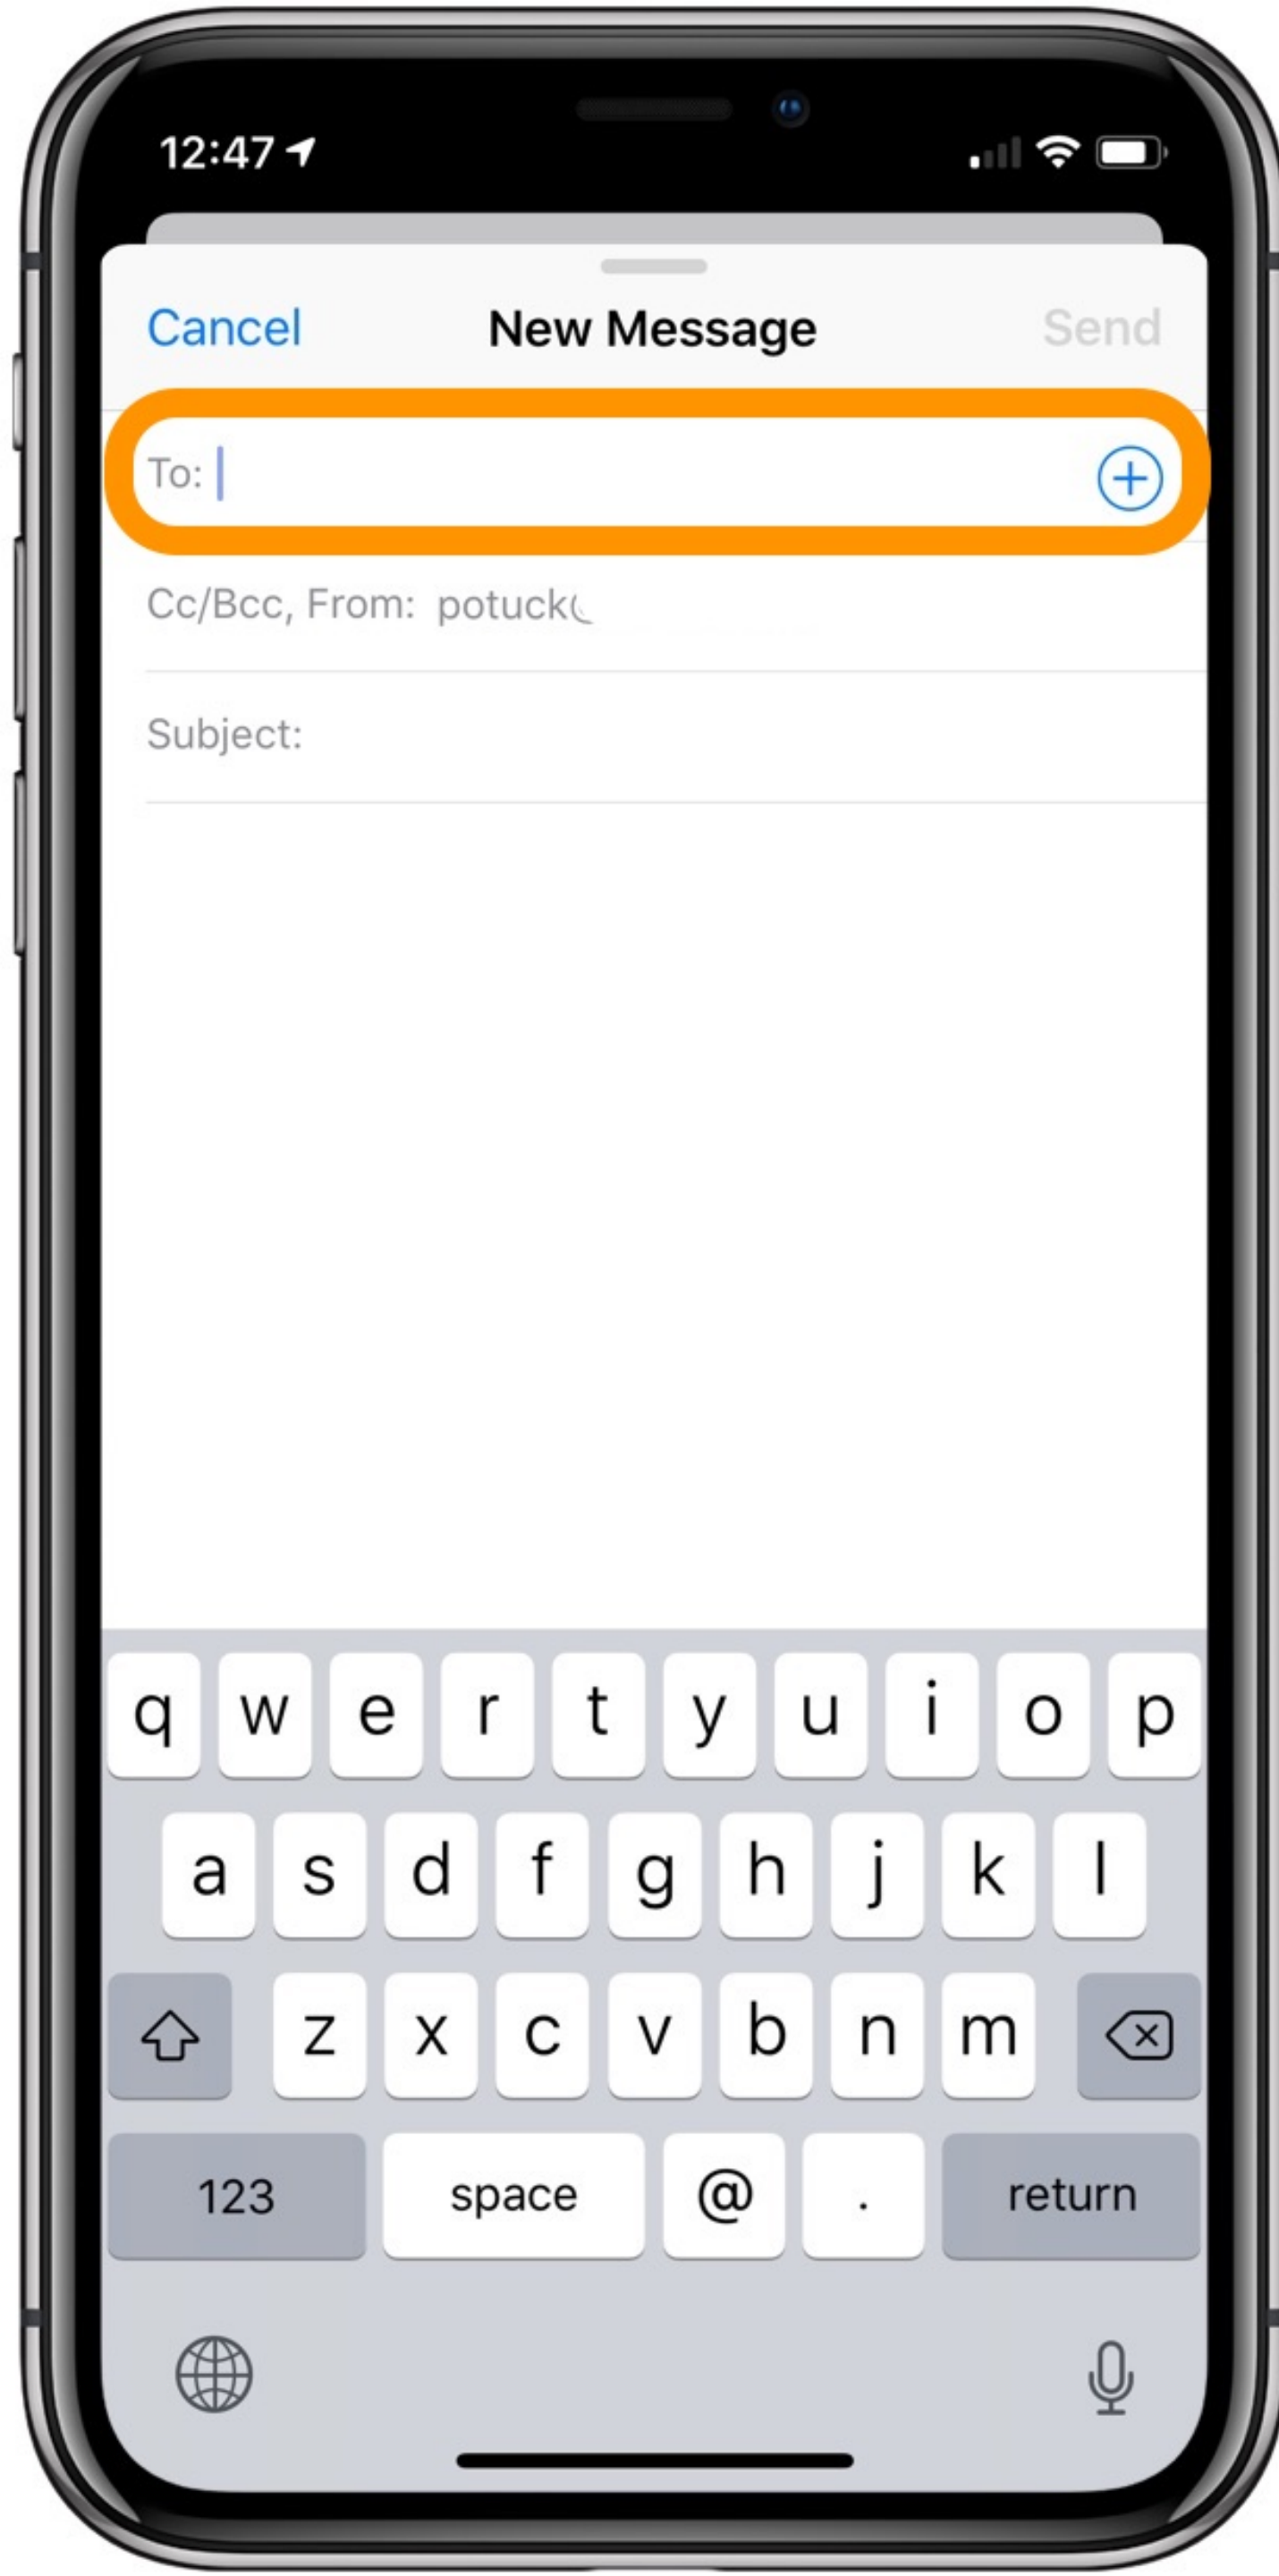 12:47
Cancel New Message Send
To:
Cc/Bcc, From: potuck
Subject:
q w e r t y u i o p
a s d f g h j k l
z x c v b n m
123 space @ . return